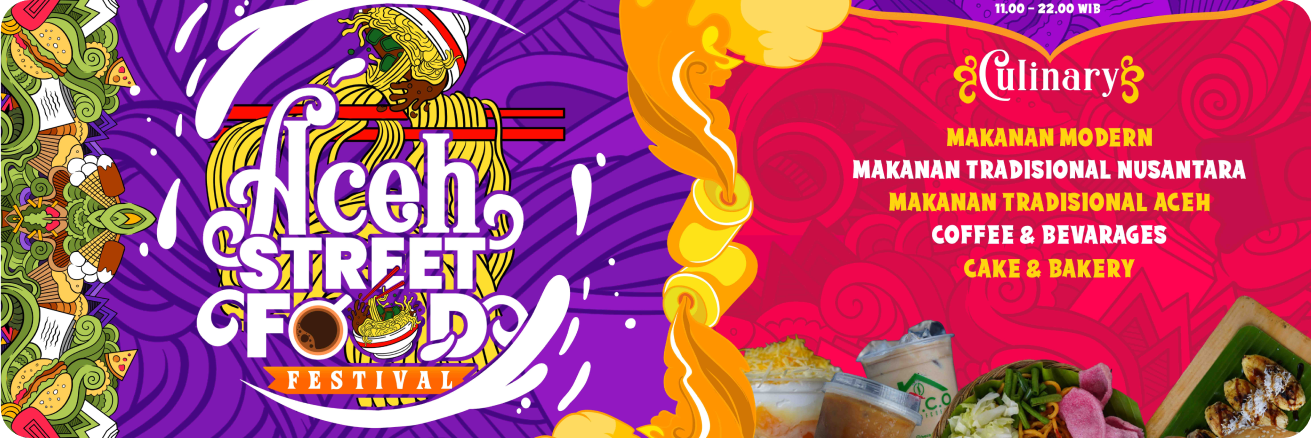 Aceh
STREET
FOOD
FESTIVAL
11.00 - 22.00 WIB
Culinary
MAKANAN MODERN
MAKANAN TRADISIONAL NUSANTARA
MAKANAN TRADISIONAL ACEH
COFFEE & BEVARAGES
CAKE & BAKERY